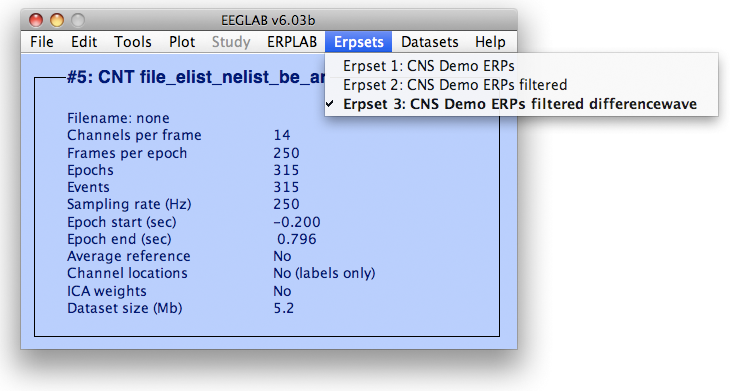 EEGLAB v6.03b
File Edit Tools Plot Study ERPLAB Erpsets Datasets Help
Erpset 1: CNS Demo ERPs
Erpset 2: CNS Demo ERPs filtered
✓ Erpset 3: CNS Demo ERPs filtered differencewave
#5: CNT file_elist_nelist_be_ar
Filename: none
Channels per frame 14
Frames per epoch 250
Epochs 315
Events 315
Sampling rate (Hz) 250
Epoch start (sec) -0.200
Epoch end (sec) 0.796
Average reference No
Channel locations No (labels only)
ICA weights No
Dataset size (Mb) 5.2